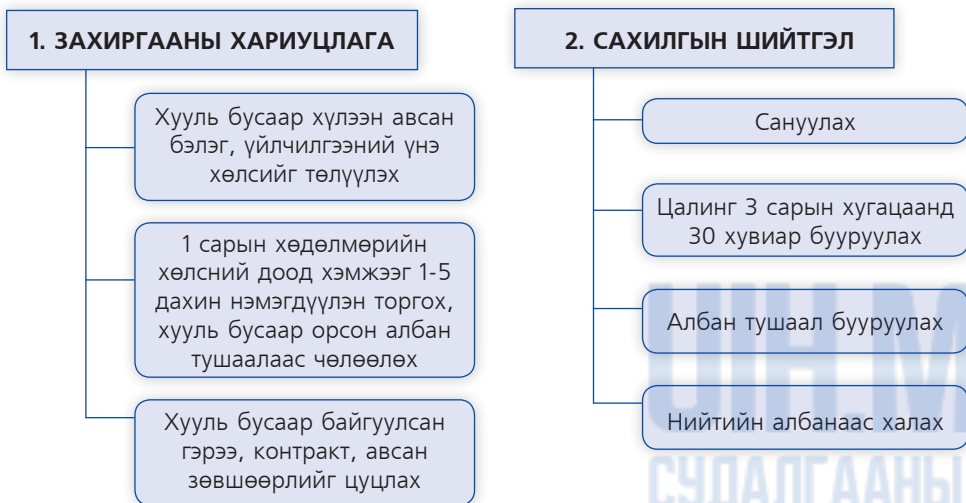 1. ЗАХИРГААНЫ ХАРИУЦЛАГА
Хууль бусаар хүлээн авсан
бэлэг, үйлчилгээний үнэ
хөлсийг төлүүлэх
1 сарын хөдөлмөрийн
хөлсний доод хэмжээг 1-5
дахин нэмэгдүүлэн торгох,
хууль бусаар орсон албан
тушаалаас чөлөөлөх
Хууль бусаар байгуулсан
гэрээ, контракт, авсан
зөвшөөрлийг цуцлах
2. САХИЛГЫН ШИЙТГЭЛ
Сануулах
Цалинг 3 сарын хугацаанд
30 хувиар бууруулах
Албан тушаал бууруулах
Нийтийн албанаас халах
СУДАЛГААНЫ